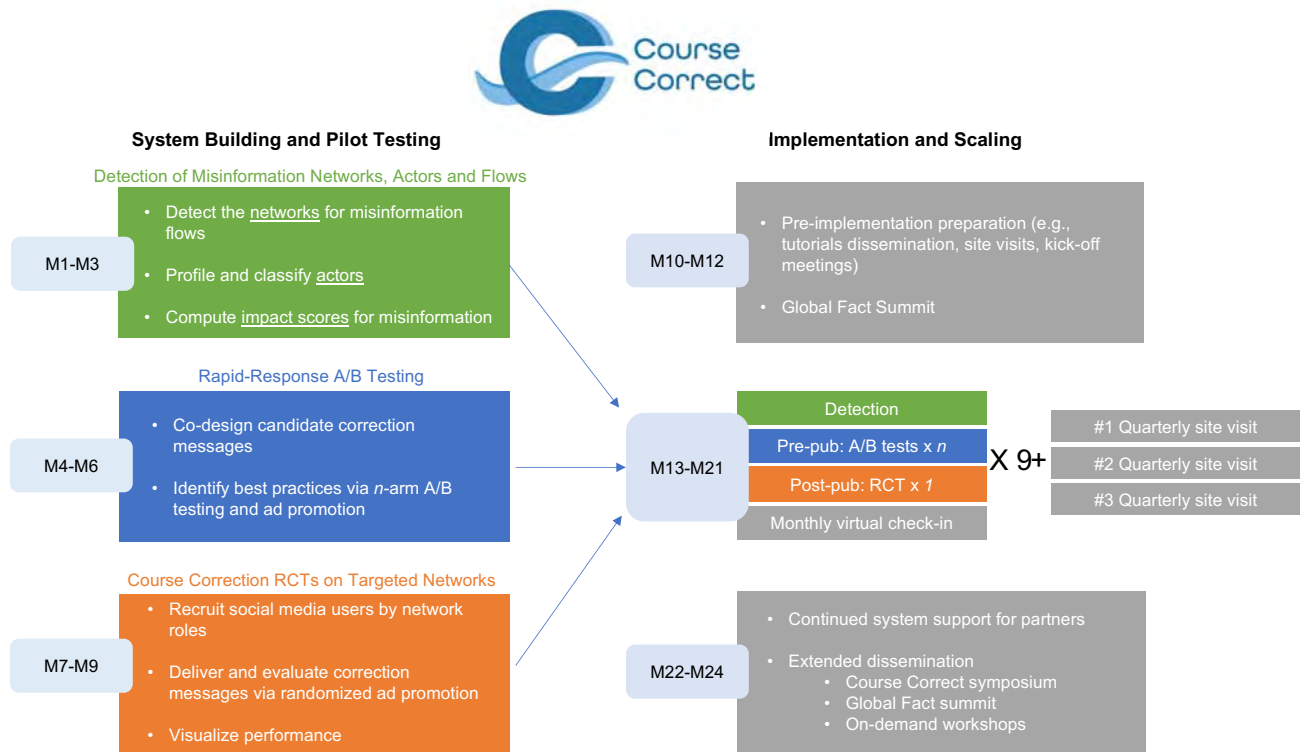 Course
Correct
System Building and Pilot Testing
Detection of Misinformation Networks, Actors and Flows
M1-M3
• Detect the networks for misinformation
flows
• Profile and classify actors
• Compute impact scores for misinformation
Rapid-Response A/B Testing
M4-M6
• Co-design candidate correction
messages
• Identify best practices via n-arm A/B
testing and ad promotion
Course Correction RCTs on Targeted Networks
M7-M9
• Recruit social media users by network
roles
• Deliver and evaluate correction
messages via randomized ad promotion
• Visualize performance
Implementation and Scaling
M10-M12
• Pre-implementation preparation (e.g.,
tutorials dissemination, site visits, kick-off
meetings)
• Global Fact Summit
M13-M21
Detection
Pre-pub: A/B tests x n
Post-pub: RCT x 1
Monthly virtual check-in
X 9+
#1 Quarterly site visit
#2 Quarterly site visit
#3 Quarterly site visit
M22-M24
• Continued system support for partners
• Extended dissemination
• Course Correct symposium
• Global Fact summit
• On-demand workshops